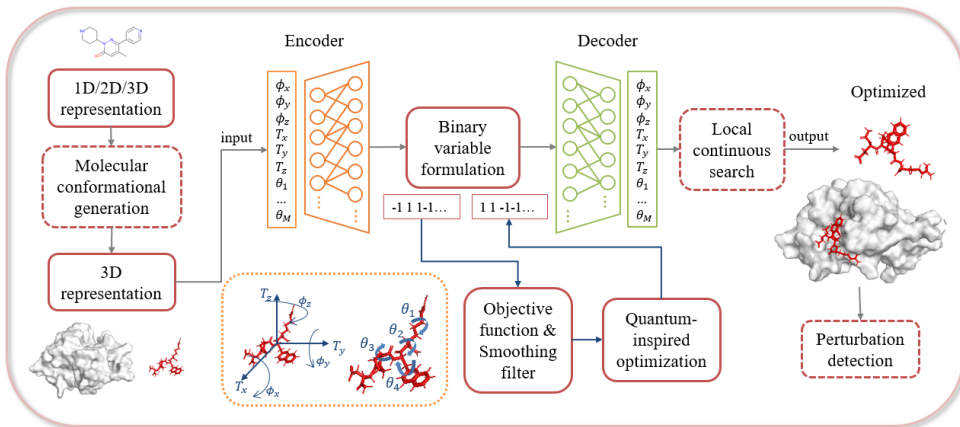 1D/2D/3D
representation
Molecular
conformational
generation
3D
representation
input
Encoder
ϕx
ϕy
ϕz
Tx
Ty
Tz
θ1
...
θM
Binary
variable
formulation
-1 1 1-1...
1 1 -1-1...
Decoder
ϕx
ϕy
ϕz
Tx
Ty
Tz
θ1
...
θM
Local
continuous
search
output
Optimized
Perturbation
detection
Objective
function &
Smoothing
filter
Quantum-
inspired
optimization
Tz
ϕz
Ty
ϕy
Tx
ϕx
θ1
θ2
θ3
θ4